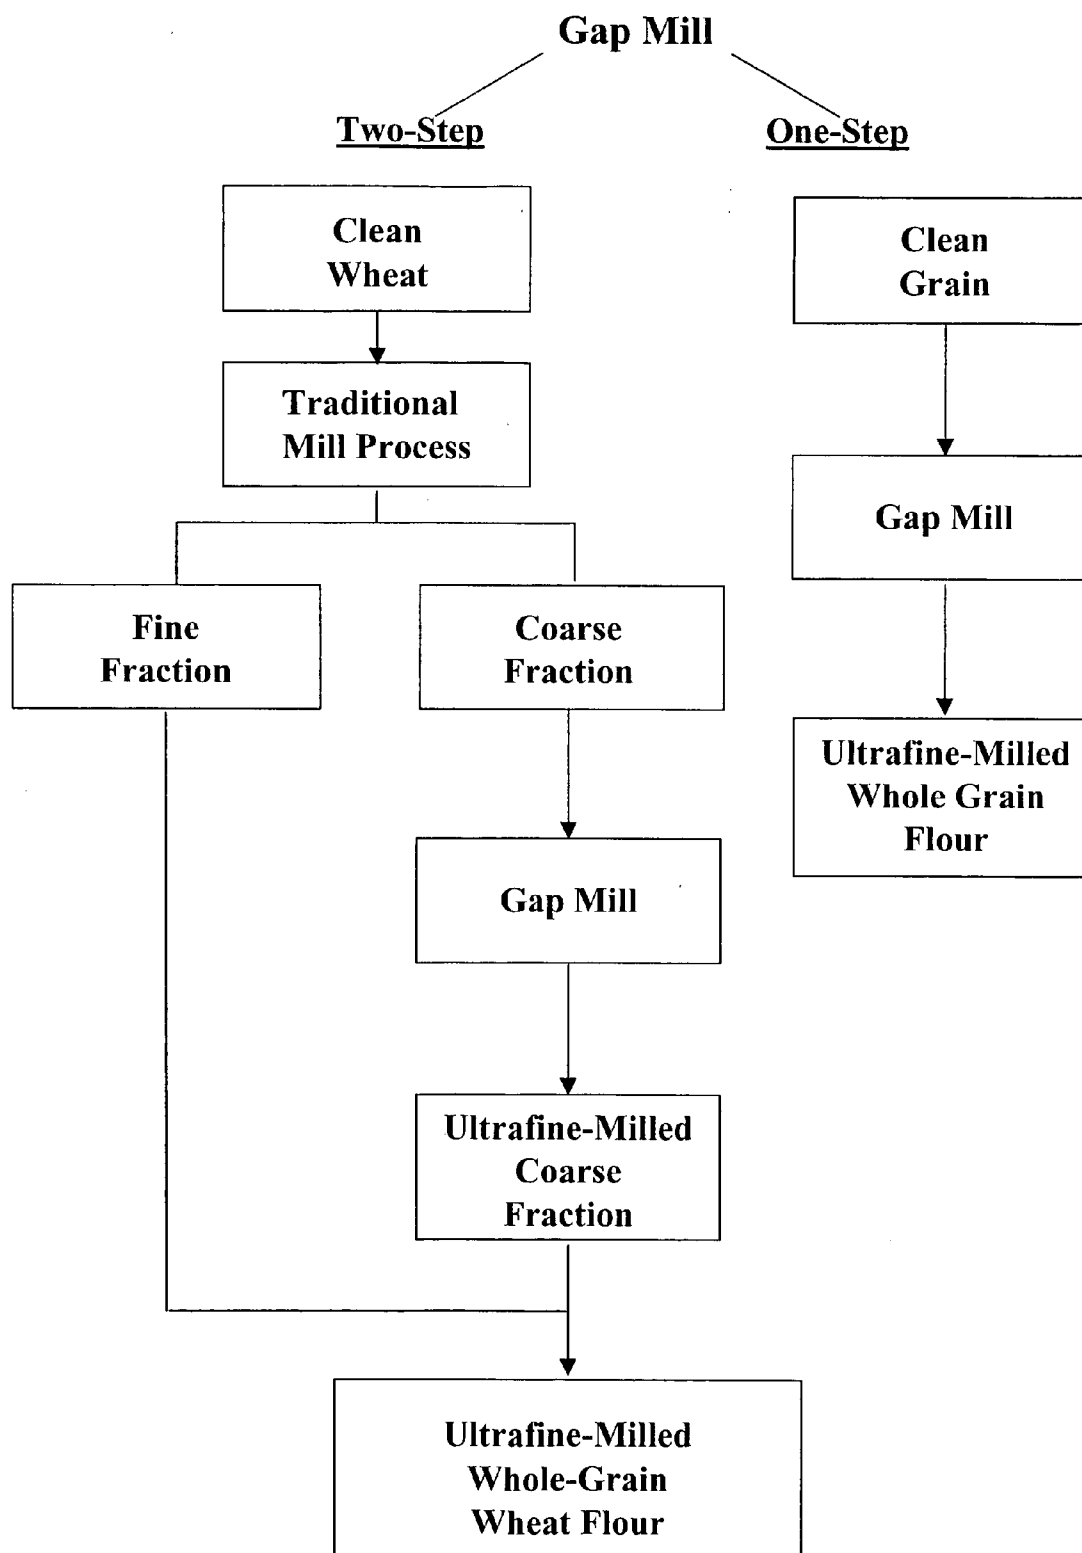 Gap Mill
Two-Step
Clean
Wheat
Traditional
Mill Process
Fine
Fraction
Coarse
Fraction
Gap Mill
Ultrafine-Milled
Coarse
Fraction
Ultrafine-Milled
Whole-Grain
Wheat Flour
One-Step
Clean
Grain
Gap Mill
Ultrafine-Milled
Whole Grain
Flour